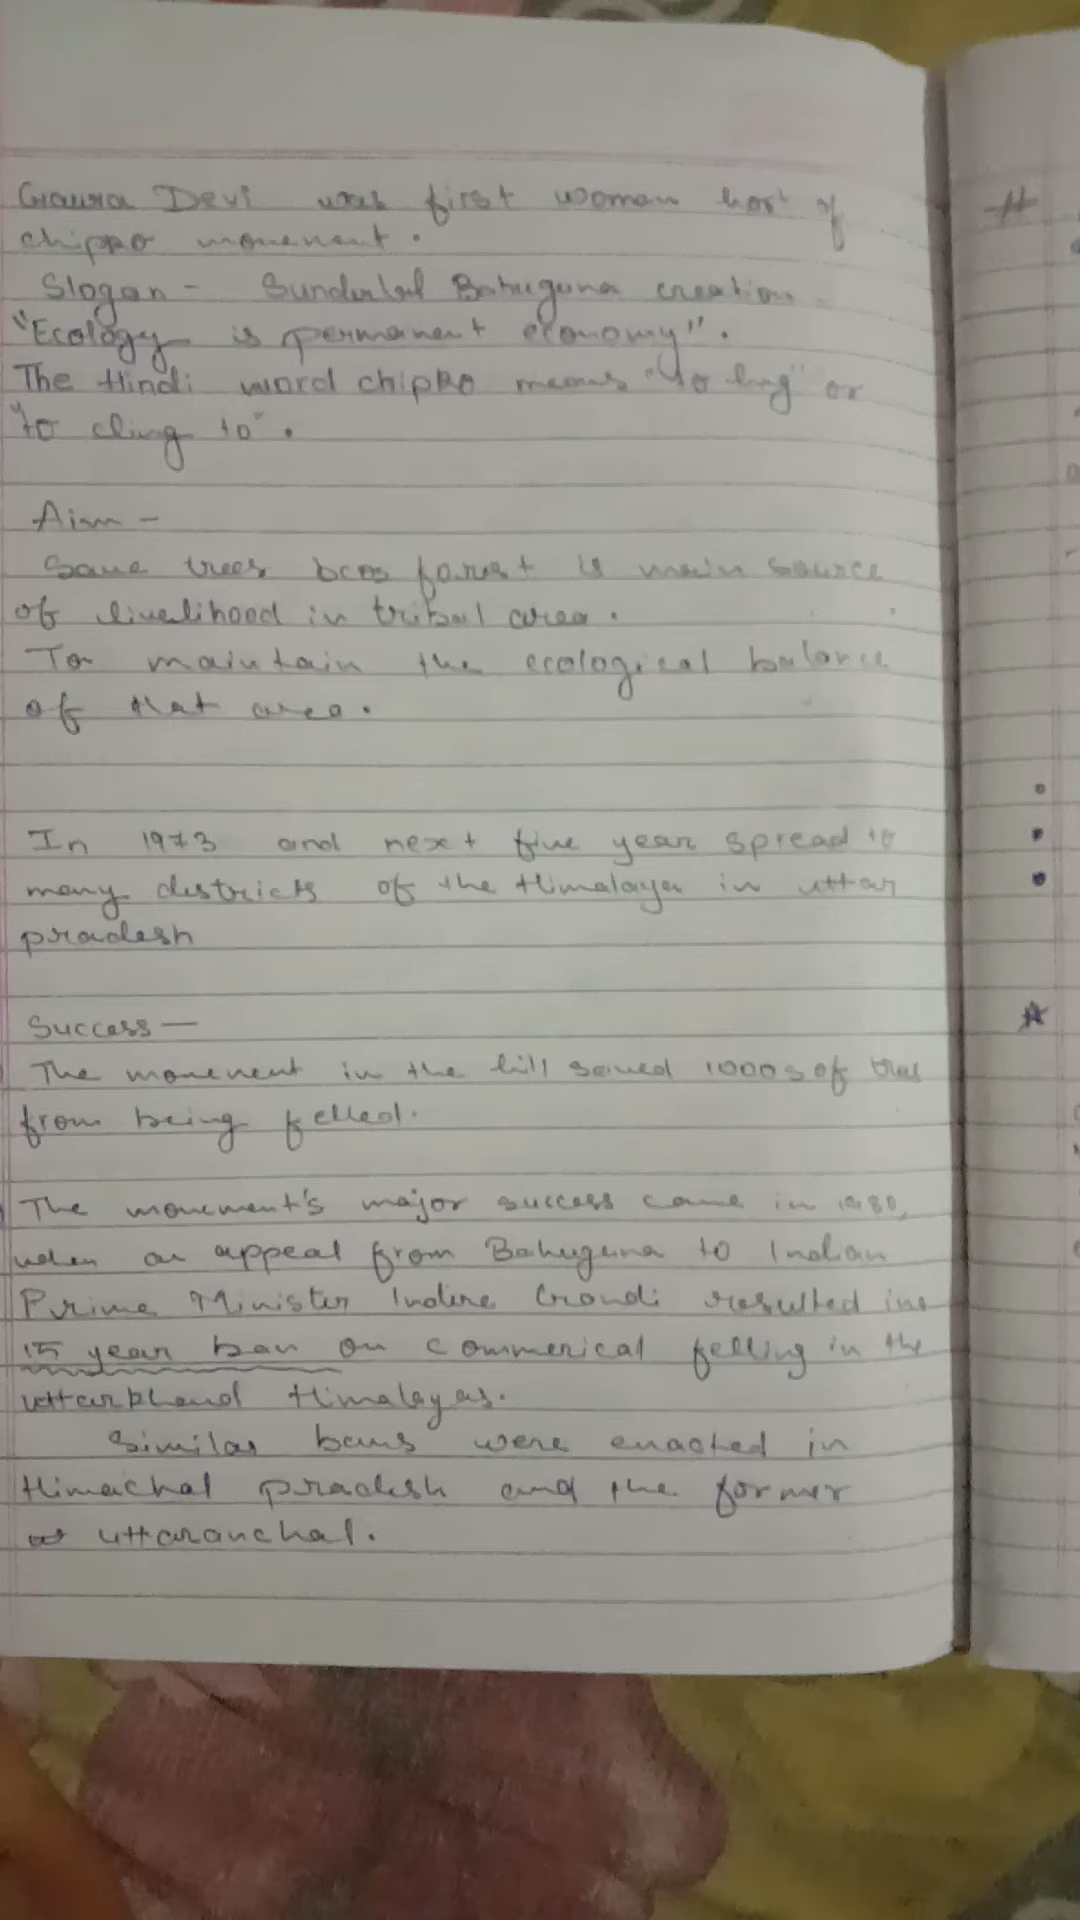 Gaura Devi was first woman host of
chippo movement.
Slogan - Sunderlal Bahuguna creation
"Ecology is permanent economy".
The Hindi word chipko means "to hug" or
"to cling to".
Aim -
Save trees bcos forest is main source
of livelihood in tribal area.
To maintain the ecological balance
of that area.
In 1973 and next five year spread to
many districts of the Himalaya in uttar
pradesh
Success -
The movement in the hill saved 1000s of trees
from being felled.
The movement's major success came in 1980,
when an appeal from Bahuguna to Indian
Prime Minister Indira Gandi resulted in
15 year ban on commerical felling in the
uttarkhand Himalayas.
Similar bans were enacted in
Himachal pradesh and the former
uttaranchal.
#